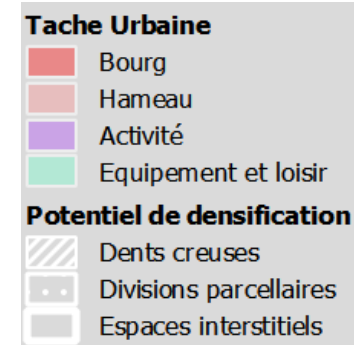 Tache Urbaine
Bourg
Hameau
Activité
Equipement et loisir
Potentiel de densification
Dents creuses
Divisions parcellaires
Espaces interstitiels